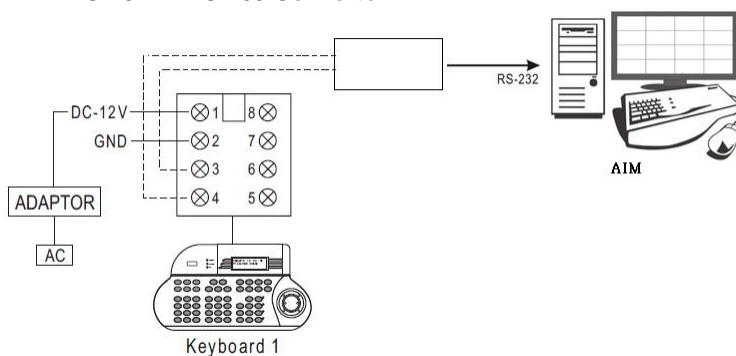 RS-232
DC-12V
1
8
GND
2
7
3
6
AIM
4
5
ADAPTOR
AC
Keyboard 1